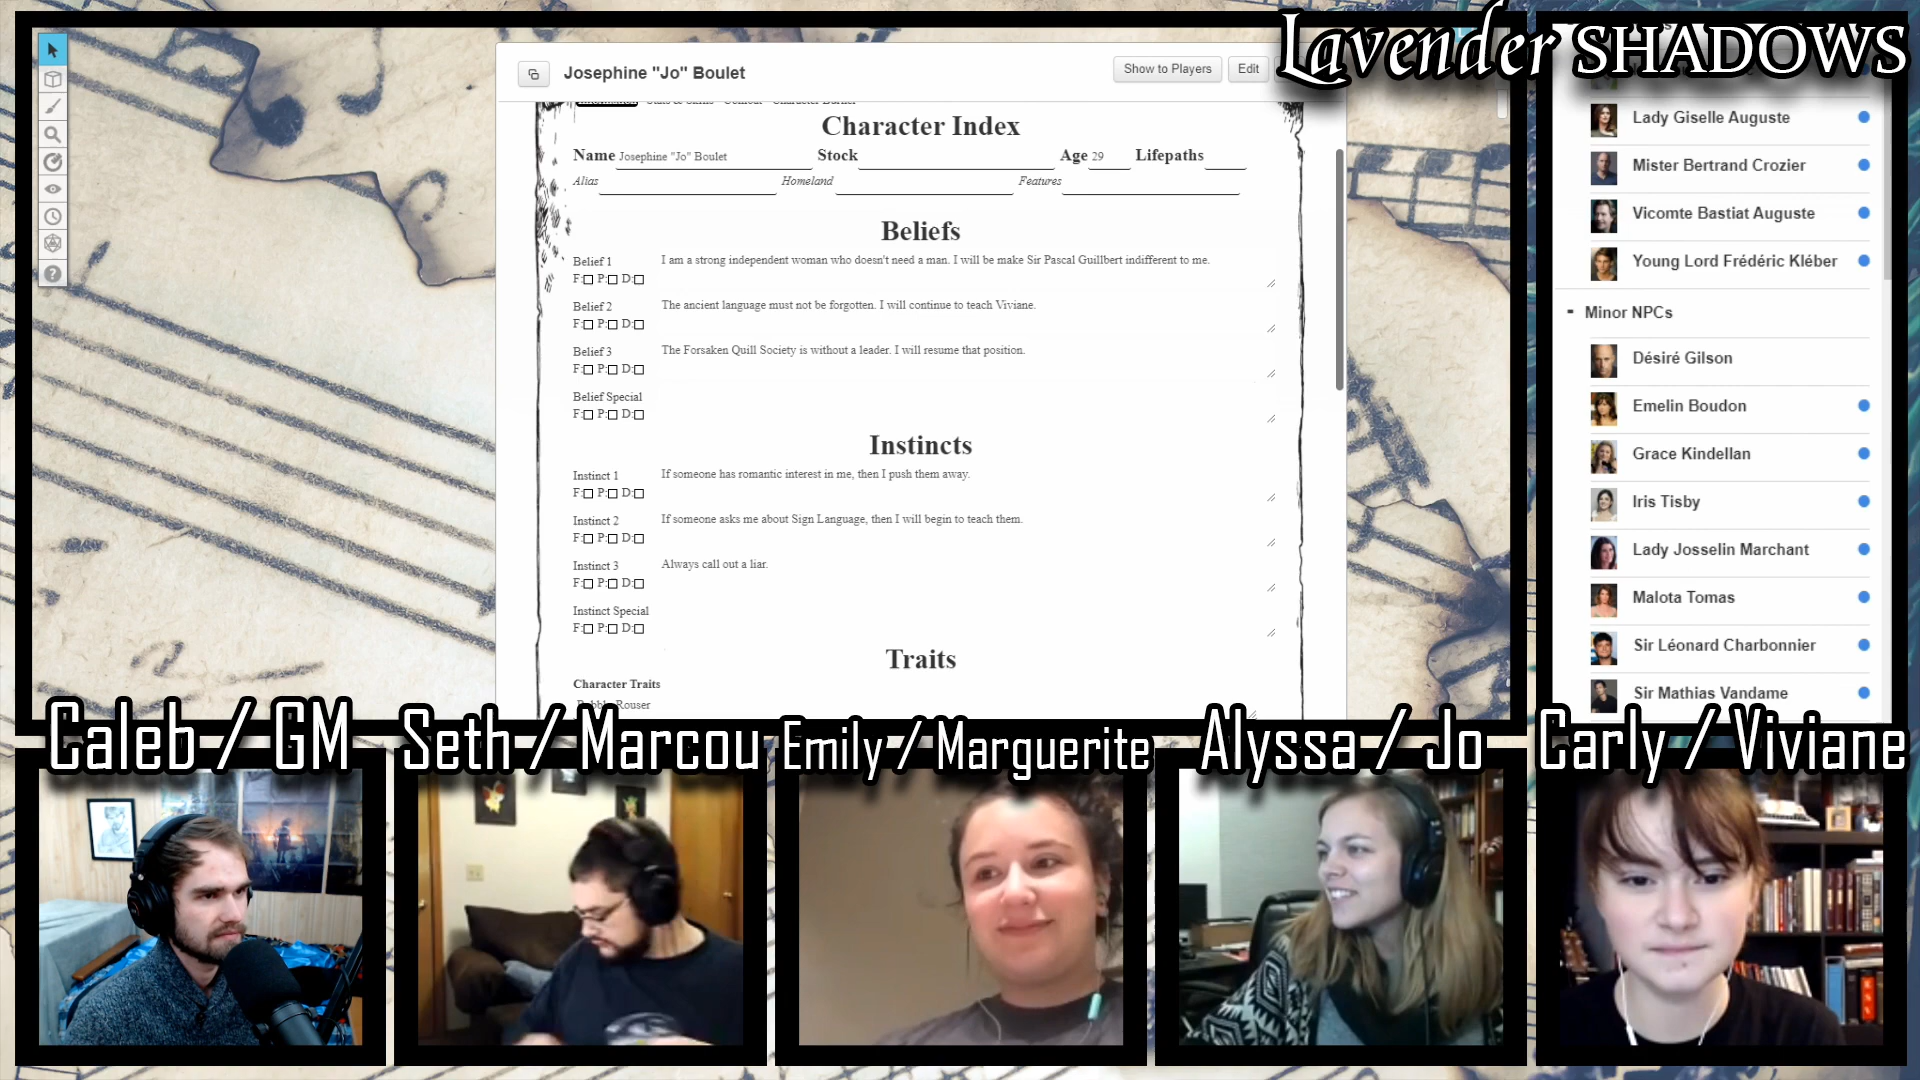 Lavender SHADOWS
Josephine "Jo" Boulet
Show to Players
Edit
Character Index
Name Josephine "Jo" Boulet Stock Age 29 Lifepaths
Alias Homeland Features
Beliefs
Belief 1
I am a strong independent woman who doesn't need a man. I will be make Sir Pascal Guillbert indifferent to me.
F: P: D:
Belief 2
The ancient language must not be forgotten. I will continue to teach Viviane.
F: P: D:
Belief 3
The Forsaken Quill Society is without a leader. I will resume that position.
F: P: D:
Belief Special
F: P: D:
Instincts
Instinct 1
If someone has romantic interest in me, then I push them away.
F: P: D:
Instinct 2
If someone asks me about Sign Language, then I will begin to teach them.
F: P: D:
Instinct 3
Always call out a liar.
F: P: D:
Instinct Special
F: P: D:
Traits
Character Traits
Rouser
Lady Giselle Auguste
Mister Bertrand Crozier
Vicomte Bastiat Auguste
Young Lord Frédéric Kléber
- Minor NPCs
Désiré Gilson
Emelin Boudon
Grace Kindellan
Iris Tisby
Lady Josselin Marchant
Malota Tomas
Sir Léonard Charbonnier
Sir Mathias Vandame
Caleb / GM
Seth / Marcou
Emily / Marguerite
Alyssa / Jo
Carly / Viviane